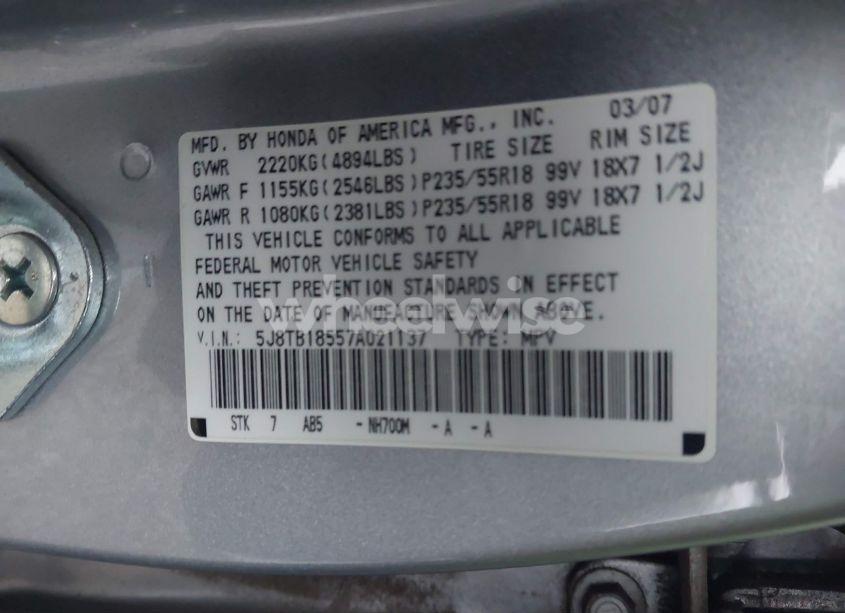 MFD. BY HONDA OF AMERICA MFG., INC. 03/07
GVWR 2220KG(4894LBS) TIRE SIZE RIM SIZE
GAWR F 1155KG(2546LBS)P235/55R18 99V 18X7 1/2J
GAWR R 1080KG(2381LBS)P235/55R18 99V 18X7 1/2J
THIS VEHICLE CONFORMS TO ALL APPLICABLE
FEDERAL MOTOR VEHICLE SAFETY
AND THEFT PREVENTION STANDARDS IN EFFECT
ON THE DATE OF MANUFACTURE SHOWN ABOVE.
wheelwise
V.I.N.: 5J8TB18557A021137 TYPE: MPV
STK 7 AB5 -NH700M -A -A